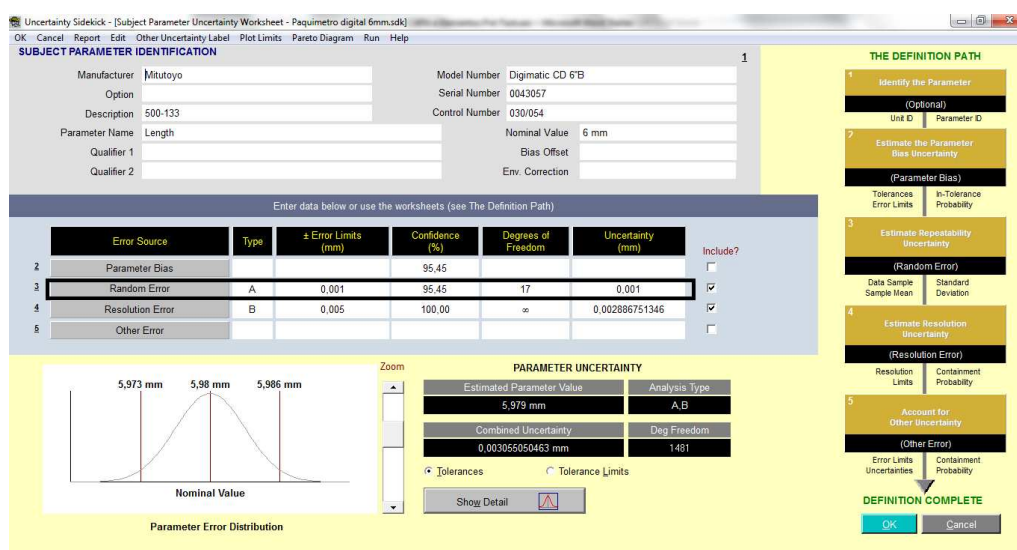 Uncertainty Sidekick - [Subject Parameter Uncertainty Worksheet - Paquimetro digital 6mm.sdk]
OK Cancel Report Edit Other Uncertainty Label Plot Limits Pareto Diagram Run Help
SUBJECT PARAMETER IDENTIFICATION 1
Manufacturer Mitutoyo Model Number Digimatic CD 6"B
Option Serial Number 0043057
Description 500-133 Control Number 030/054
Parameter Name Length Nominal Value 6 mm
Qualifier 1 Bias Offset
Qualifier 2 Env. Correction
Enter data below or use the worksheets (see The Definition Path)
Error Source Type ± Error Limits (mm) Confidence (%) Degrees of Freedom Uncertainty (mm) Include?
2 Parameter Bias 95,45
3 Random Error A 0,001 95,45 17 0,001
4 Resolution Error B 0,005 100,00 ∞ 0,002886751346
5 Other Error
Zoom
5,973 mm 5,98 mm 5,986 mm
Nominal Value
Parameter Error Distribution
PARAMETER UNCERTAINTY
Estimated Parameter Value Analysis Type
5,979 mm A,B
Combined Uncertainty Deg Freedom
0,003055050463 mm 1481
Tolerances Tolerance Limits
Show Detail
THE DEFINITION PATH
1 Identify the Parameter
(Optional)
Unit ID Parameter ID
2 Estimate the Parameter
Bias Uncertainty
(Parameter Bias)
Tolerances In-Tolerance
Error Limits Probability
3 Estimate Repeatability
Uncertainty
(Random Error)
Data Sample Standard
Sample Mean Deviation
4 Estimate Resolution
Uncertainty
(Resolution Error)
Resolution Containment
Limits Probability
5 Account for
Other Uncertainty
(Other Error)
Error Limits Containment
Uncertainties Probability
DEFINITION COMPLETE
OK Cancel